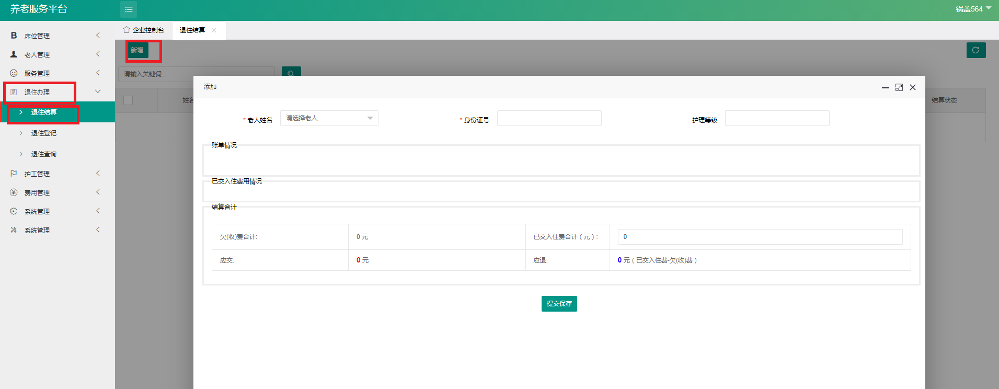 养老服务平台
锅盖564
B 床位管理
老人管理
服务管理
退住办理
退住结算
退住登记
退住查询
护工管理
费用管理
系统管理
系统管理
企业控制台
退住结算
新增
请输入关键词...
结算状态
添加
* 老人姓名
请选择老人
* 身份证号
护理等级
账单情况
已交入住费用情况
结算合计
欠(收)费合计:
0 元
已交入住费合计（元）:
0
应交:
0 元
应退:
0 元（已交入住费-欠(收)费）
提交保存